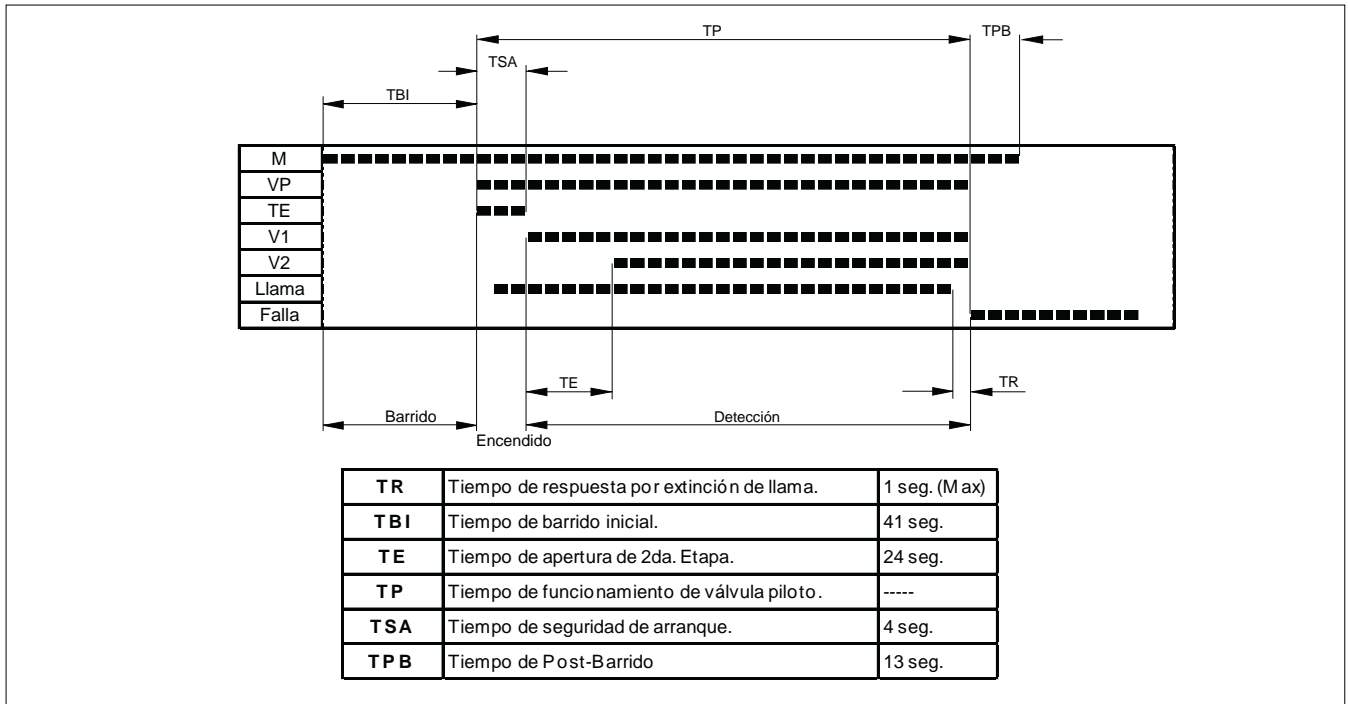 TP
TPB
TSA
TBI
M
VP
TE
V1
V2
Llama
Falla
TE
TR
Barrido
Detección
Encendido
TR Tiempo de respuesta por extinción de llama. 1 seg. (Max)
TBI Tiempo de barrido inicial. 41 seg.
TE Tiempo de apertura de 2da. Etapa. 24 seg.
TP Tiempo de funcionamiento de válvula piloto. -----
TSA Tiempo de seguridad de arranque. 4 seg.
TPB Tiempo de Post-Barrido 13 seg.